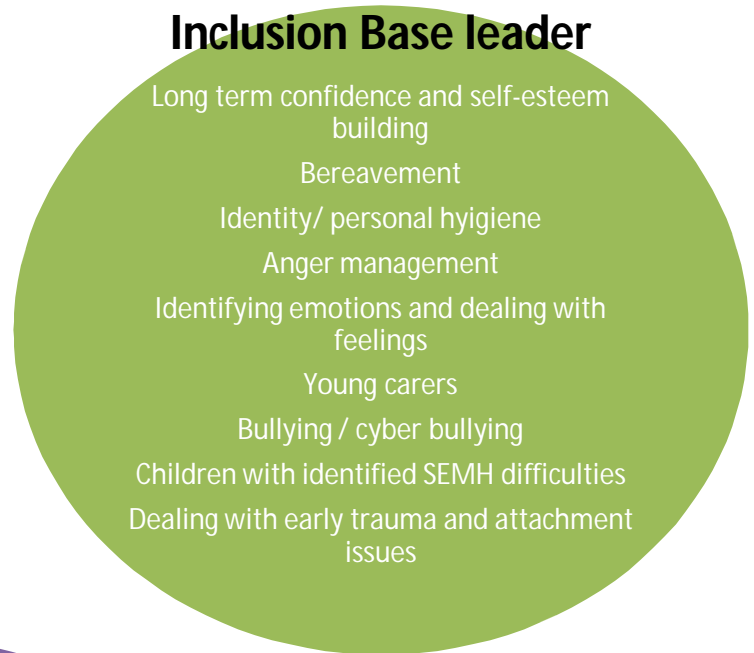 Inclusion Base leader
Long term confidence and self-esteem
building
Bereavement
Identity/ personal hyigiene
Anger management
Identifying emotions and dealing with
feelings
Young carers
Bullying / cyber bullying
Children with identified SEMH difficulties
Dealing with early trauma and attachment
issues